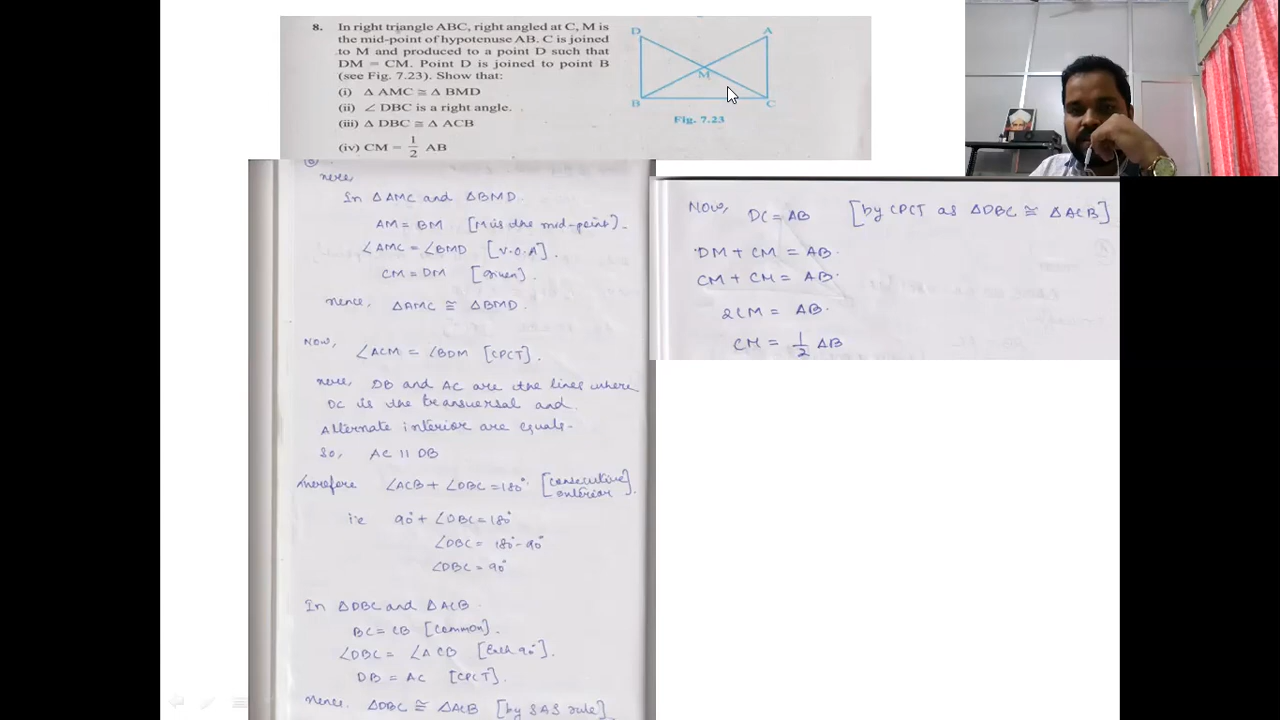 8. In right triangle ABC, right angled at C, M is
the mid-point of hypotenuse AB. C is joined
to M and produced to a point D such that
DM = CM. Point D is joined to point B
(see Fig. 7.23). Show that:
(i) Δ AMC ≅ Δ BMD
(ii) ∠ DBC is a right angle.
(iii) Δ DBC ≅ Δ ACB
(iv) CM = 1/2 AB
D A
M
B C
Fig. 7.23
Here
In ΔAMC and ΔBMD.
AM = BM [M is the mid-point].
∠AMC = ∠BMD [V.O.A].
CM = DM [given].
Hence, ΔAMC ≅ ΔBMD.
Now,
∠ACM = ∠BDM [CPCT].
Here, DB and AC are the lines where
DC is the transversal and
Alternate interior are equals.
So, AC || DB
Therefore ∠ACB + ∠DBC = 180° [consecutive interior].
i.e 90° + ∠DBC = 180°
∠DBC = 180° - 90°
∠DBC = 90°
In ΔDBC and ΔACB.
BC = CB [Common].
∠DBC = ∠ACB [Each 90°].
DB = AC [CPCT].
Hence. ΔDBC ≅ ΔACB [by SAS rule].
Now, DC = AB [by CPCT as ΔDBC ≅ ΔACB]
DM + CM = AB.
CM + CM = AB.
2CM = AB.
CM = 1/2 AB